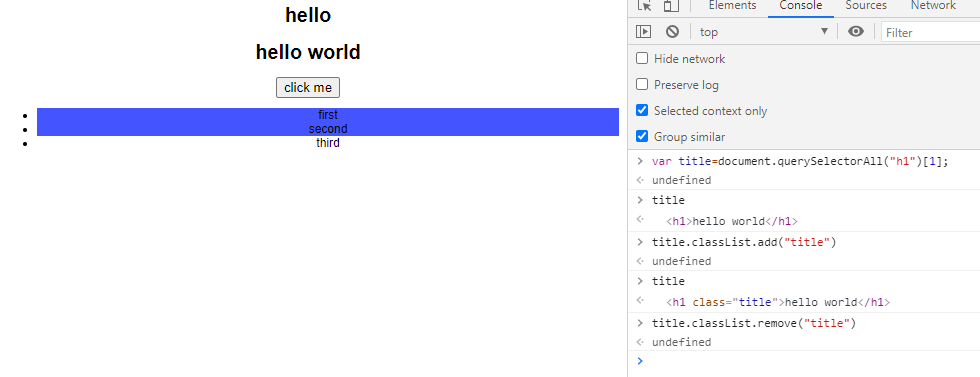 hello
hello world
click me
first
second
third
Elements Console Sources Network
top Filter
Hide network
Preserve log
Selected context only
Group similar
var title=document.querySelectorAll("h1")[1];
undefined
title
<h1>hello world</h1>
title.classList.add("title")
undefined
title
<h1 class="title">hello world</h1>
title.classList.remove("title")
undefined